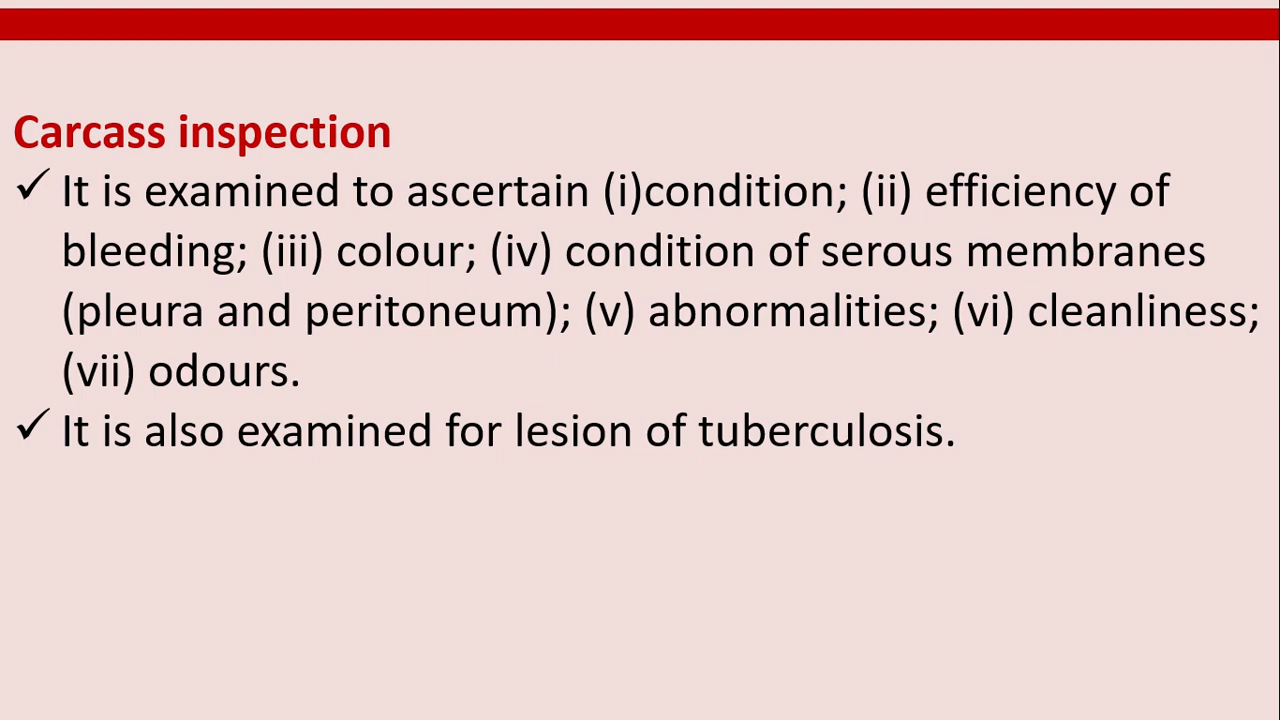 Carcass inspection
✓ It is examined to ascertain (i)condition; (ii) efficiency of
bleeding; (iii) colour; (iv) condition of serous membranes
(pleura and peritoneum); (v) abnormalities; (vi) cleanliness;
(vii) odours.
✓ It is also examined for lesion of tuberculosis.